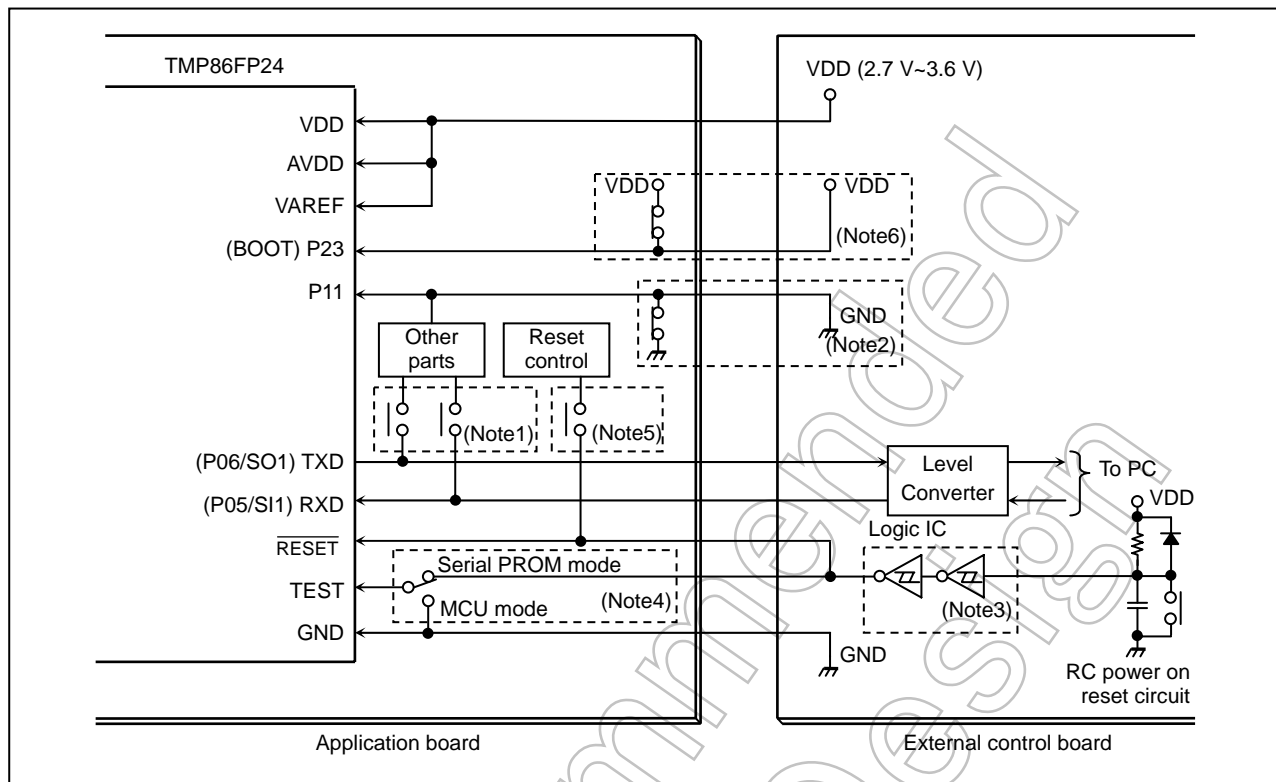 TMP86FP24
VDD (2.7 V~3.6 V)
VDD
AVDD
VAREF
VDD
VDD
(BOOT) P23
(Note6)
P11
GND
(Note2)
Other
parts
Reset
control
(Note1)
(Note5)
(P06/SO1) TXD
Level
Converter
To PC
(P05/SI1) RXD
VDD
Logic IC
RESET
Serial PROM mode
TEST
(Note4)
(Note3)
MCU mode
GND
GND
RC power on
reset circuit
Application board
External control board
mmended
Design